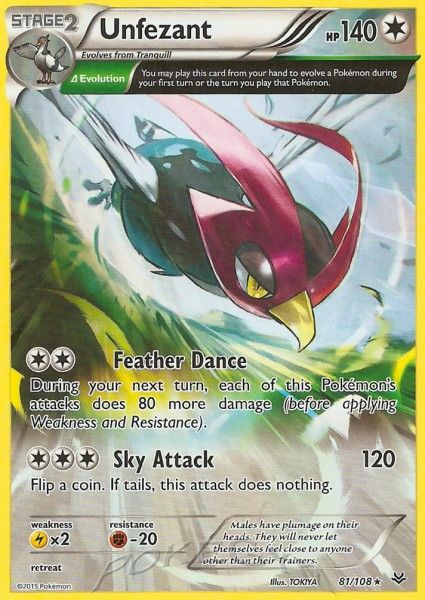 STAGE2 Unfezant HP140
Evolves from Tranquill
Δ Evolution
You may play this card from your hand to evolve a Pokémon during
your first turn or the turn you play that Pokémon.
Feather Dance
During your next turn, each of this Pokémon's
attacks does 80 more damage (before applying
Weakness and Resistance).
Sky Attack 120
Flip a coin. If tails, this attack does nothing.
weakness resistance
×2 -20
retreat
Males have plumage on their
heads. They will never let
themselves feel close to anyone
other than their Trainers.
©2015 Pokémon Illus. TOKIYA 81/108 ★